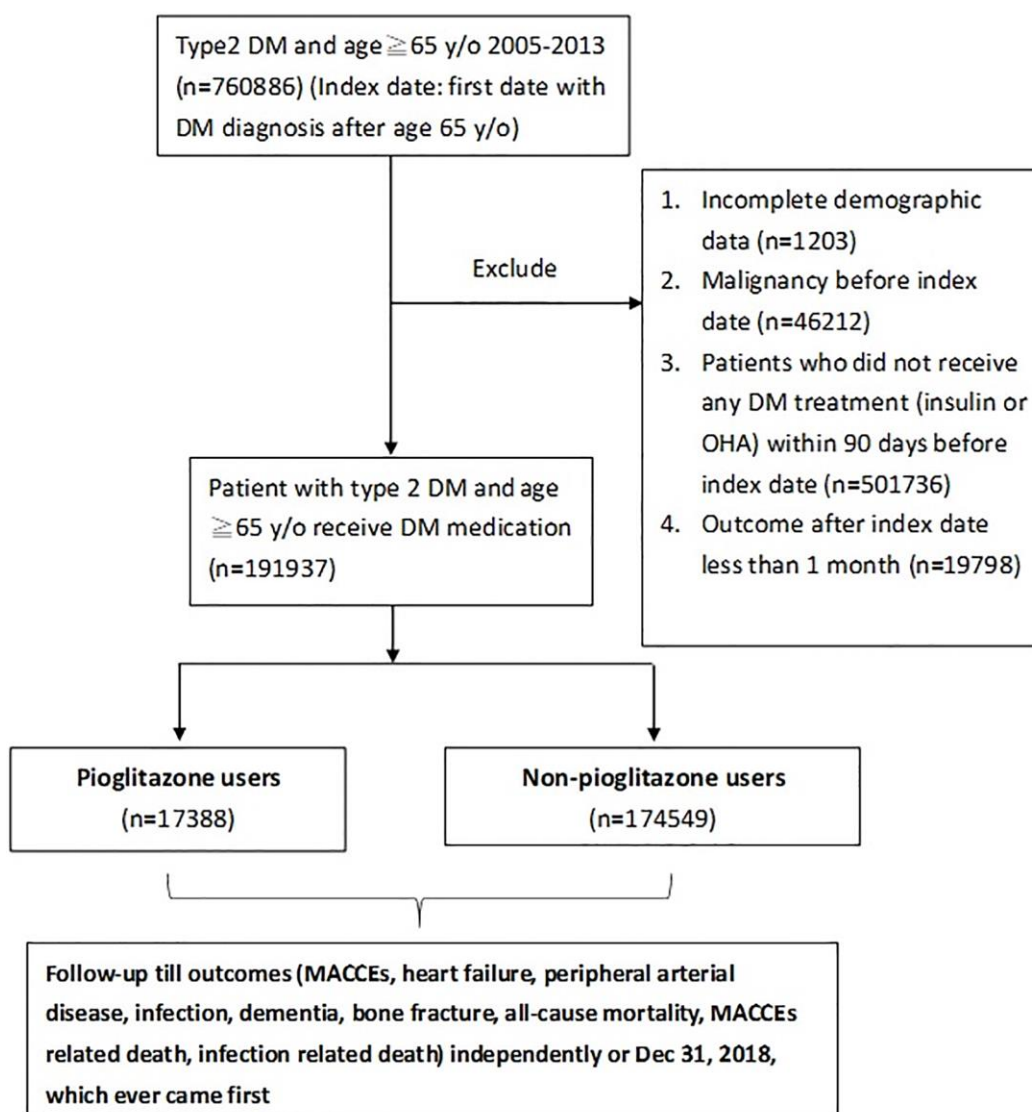 Type2 DM and age ≧65 y/o 2005-2013
(n=760886) (Index date: first date with
DM diagnosis after age 65 y/o)
Exclude
1. Incomplete demographic
data (n=1203)
2. Malignancy before index
date (n=46212)
3. Patients who did not receive
any DM treatment (insulin or
OHA) within 90 days before
index date (n=501736)
4. Outcome after index date
less than 1 month (n=19798)
Patient with type 2 DM and age
≧65 y/o receive DM medication
(n=191937)
Pioglitazone users
(n=17388)
Non-pioglitazone users
(n=174549)
Follow-up till outcomes (MACCEs, heart failure, peripheral arterial
disease, infection, dementia, bone fracture, all-cause mortality, MACCEs
related death, infection related death) independently or Dec 31, 2018,
which ever came first